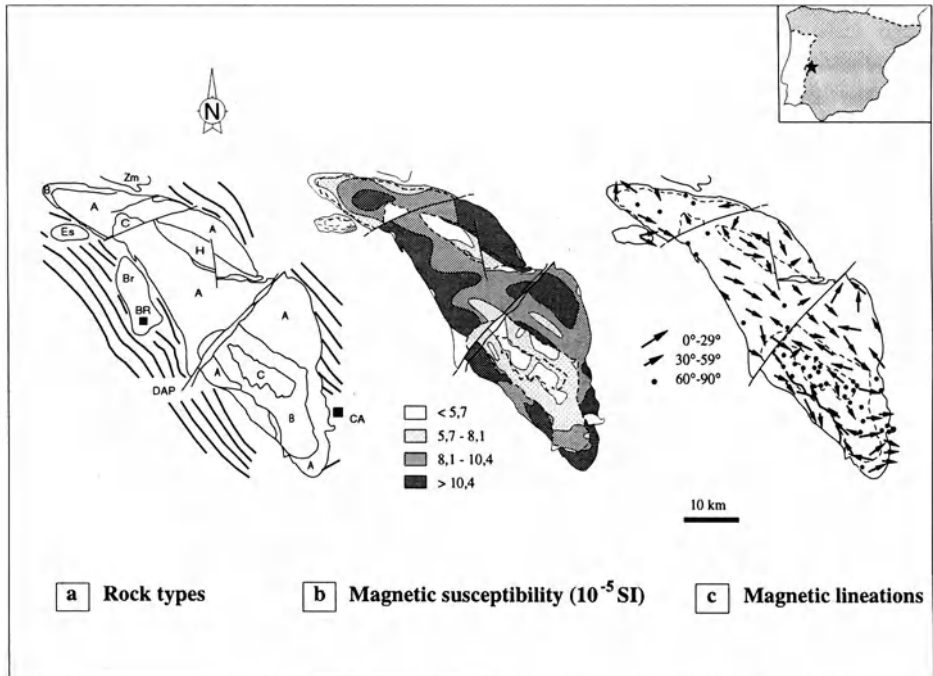 N
Zm
B
A
C
A
Es
H
Br
A
BR
A
DAP
A
C
B
CA
A
< 5,7
5,7 - 8,1
8,1 - 10,4
> 10,4
0°-29°
30°-59°
60°-90°
10 km
a Rock types
b Magnetic susceptibility (10⁻⁵ SI)
c Magnetic lineations